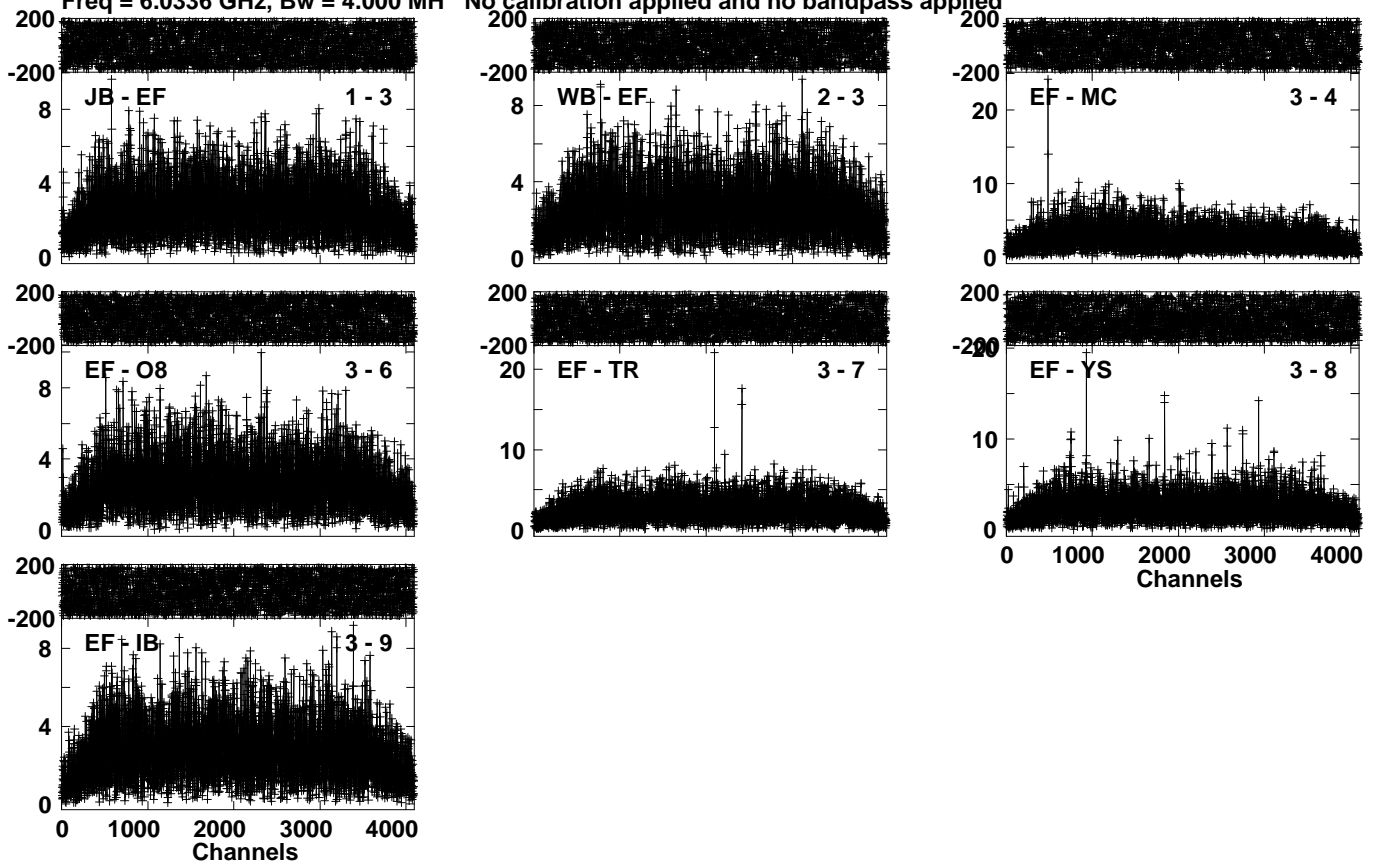 Freq = 6.0336 GHz, Bw = 4.000 MH No calibration applied and no bandpass applied
200
-200
JB - EF 1 - 3
8
4
0
200
-200
WB - EF 2 - 3
8
4
0
200
-200
EF - MC 3 - 4
20
10
0
200
-200
EF - O8 3 - 6
8
4
0
200
-200
EF - TR 3 - 7
20
10
0
200
-200
20
EF - YS 3 - 8
10
0
0 1000 2000 3000 4000
Channels
200
-200
EF - IB 3 - 9
8
4
0
0 1000 2000 3000 4000
Channels